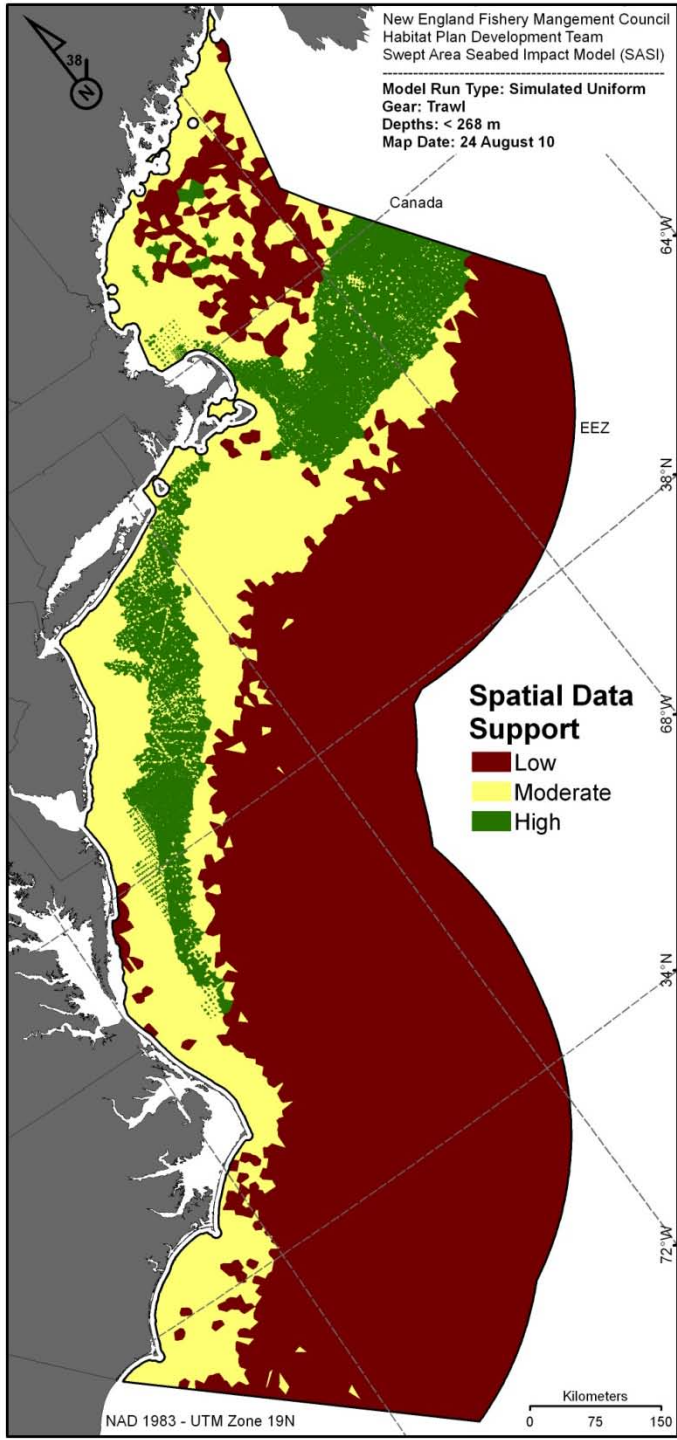 New England Fishery Mangement Council
Habitat Plan Development Team
Swept Area Seabed Impact Model (SASI)
Model Run Type: Simulated Uniform
Gear: Trawl
Depths: < 268 m
Map Date: 24 August 10
38
N
Canada
64°W
EEZ
38°N
68°W
Spatial Data
Support
Low
Moderate
High
34°N
72°W
Kilometers
0 75 150
NAD 1983 - UTM Zone 19N